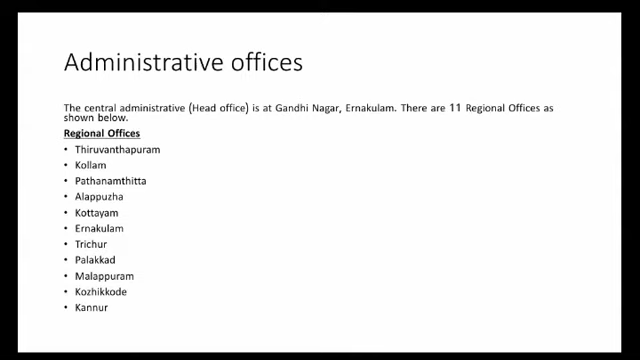 Administrative offices
The central administrative (Head office) is at Gandhi Nagar, Ernakulam. There are 11 Regional Offices as
shown below.
Regional Offices
• Thiruvanthapuram
• Kollam
• Pathanamthitta
• Alappuzha
• Kottayam
• Ernakulam
• Trichur
• Palakkad
• Malappuram
• Kozhikkode
• Kannur